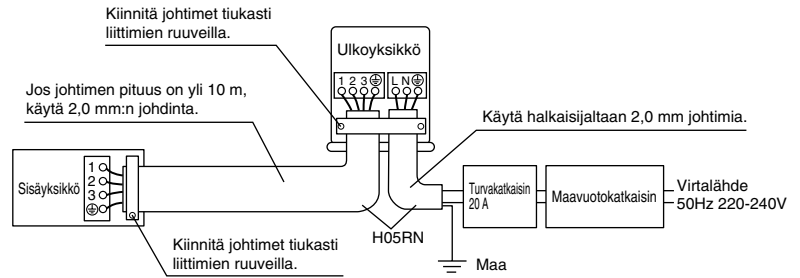 Kiinnitä johtimet tiukasti
liittimien ruuveilla.
Ulkoyksikkö
1 2 3
L N
Jos johtimen pituus on yli 10 m,
käytä 2,0 mm:n johdinta.
Käytä halkaisijaltaan 2,0 mm johtimia.
Sisäyksikkö
1
2
3
Turvakatkaisin
20 A
Maavuotokatkaisin
Virtalähde
50Hz 220-240V
H05RN
Kiinnitä johtimet tiukasti
liittimien ruuveilla.
Maa